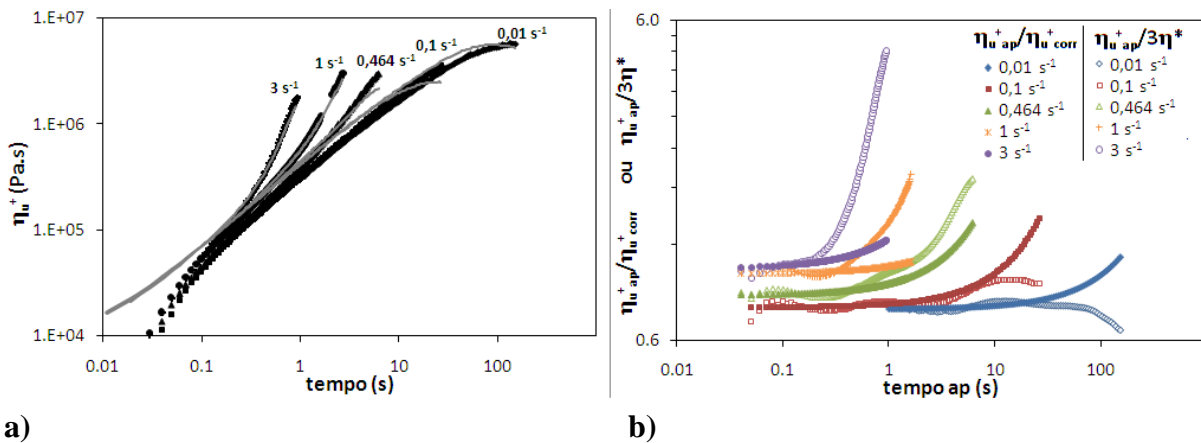 1.E+07
1.E+06
1.E+05
1.E+04
ηᵤ⁺ (Pa.s)
3 s⁻¹
1 s⁻¹
0,464 s⁻¹
0,1 s⁻¹
0,01 s⁻¹
0.01
0.1
1
10
100
tempo (s)
a)
6.0
0.6
ηᵤ⁺ap/ηᵤ⁺corr ou ηᵤ⁺ap/3η*
ηᵤ⁺ap/ηᵤ⁺corr
0,01 s⁻¹
0,1 s⁻¹
0,464 s⁻¹
1 s⁻¹
3 s⁻¹
ηᵤ⁺ap/3η*
0,01 s⁻¹
0,1 s⁻¹
0,464 s⁻¹
1 s⁻¹
3 s⁻¹
0.01
0.1
1
10
100
tempo ap (s)
b)